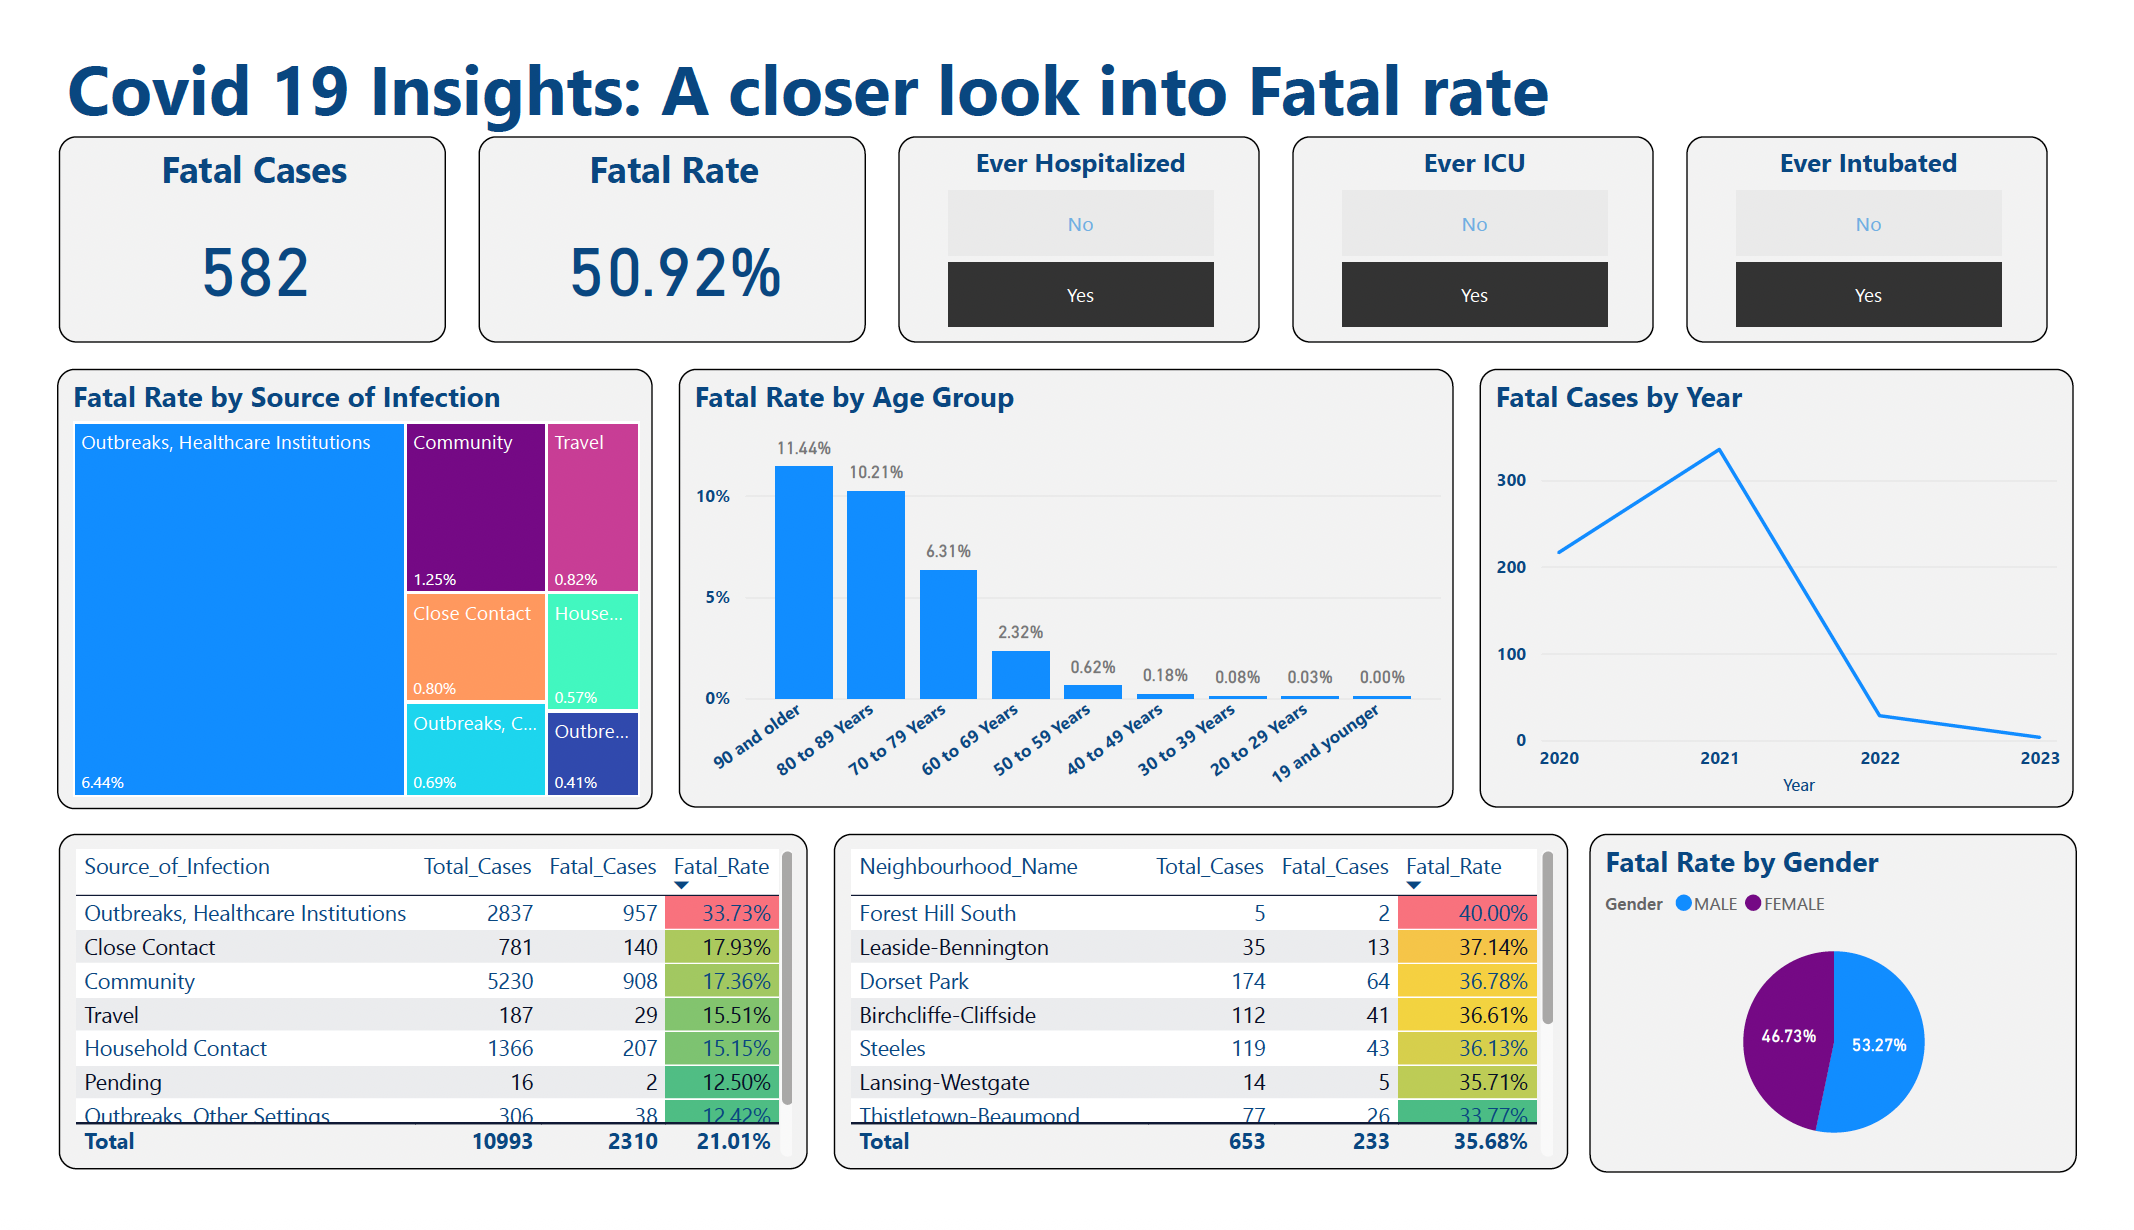 Covid 19 Insights: A closer look into Fatal rate
Fatal Cases
582
Fatal Rate
50.92%
Ever Hospitalized
No
Yes
Ever ICU
No
Yes
Ever Intubated
No
Yes
Fatal Rate by Source of Infection
Outbreaks, Healthcare Institutions
6.44%
Community
1.25%
Travel
0.82%
Close Contact
0.80%
House...
0.57%
Outbreaks, C...
0.69%
Outbre...
0.41%
Fatal Rate by Age Group
10%
5%
0%
11.44%
10.21%
6.31%
2.32%
0.62%
0.18%
0.08%
0.03%
0.00%
90 and older
80 to 89 Years
70 to 79 Years
60 to 69 Years
50 to 59 Years
40 to 49 Years
30 to 39 Years
20 to 29 Years
19 and younger
Fatal Cases by Year
300
200
100
0
2020 2021 2022 2023
Year
Source_of_Infection Total_Cases Fatal_Cases Fatal_Rate
Outbreaks, Healthcare Institutions 2837 957 33.73%
Close Contact 781 140 17.93%
Community 5230 908 17.36%
Travel 187 29 15.51%
Household Contact 1366 207 15.15%
Pending 16 2 12.50%
Outbreaks, Other Settings 306 38 12.42%
Total 10993 2310 21.01%
Neighbourhood_Name Total_Cases Fatal_Cases Fatal_Rate
Forest Hill South 5 2 40.00%
Leaside-Bennington 35 13 37.14%
Dorset Park 174 64 36.78%
Birchcliffe-Cliffside 112 41 36.61%
Steeles 119 43 36.13%
Lansing-Westgate 14 5 35.71%
Thistletown-Beaumond 77 26 33.77%
Total 653 233 35.68%
Fatal Rate by Gender
Gender MALE FEMALE
46.73%
53.27%